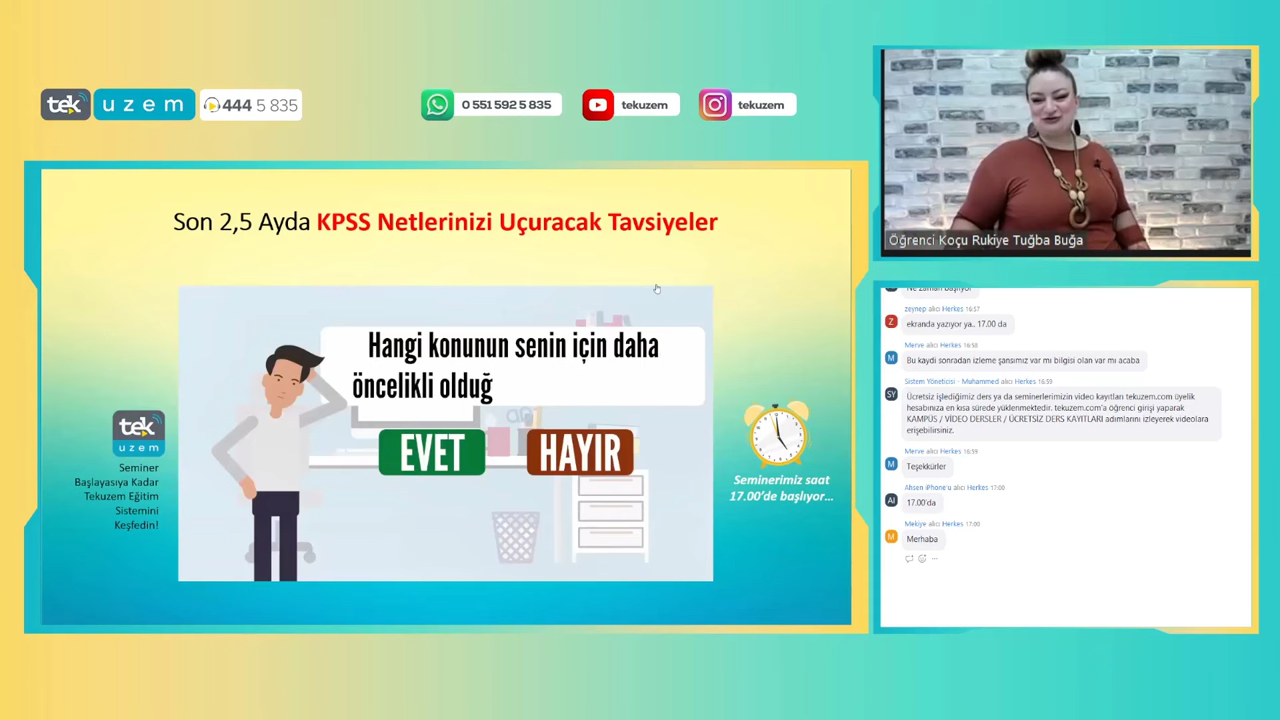 tek
uzem
444 5 835
0 551 592 5 835
tekuzem
tekuzem
Son 2,5 Ayda KPSS Netlerinizi Uçuracak Tavsiyeler
Hangi konunun senin için daha
öncelikli olduğ
EVET
HAYIR
tek
uzem
Seminer
Başlayasıya Kadar
Tekuzem Eğitim
Sistemini
Keşfedin!
Seminerimiz saat
17.00'de başlıyor...
Öğrenci Koçu Rukiye Tuğba Buğa
Ne zaman başlıyor
zeynep alıcı Herkes 16:57
Z
ekranda yazıyor ya.. 17.00 da
Merve alıcı Herkes 16:58
M
Bu kaydi sonradan izleme şansımız var mı bilgisi olan var mı acaba
Sistem Yöneticisi - Muhammed alıcı Herkes 16:59
SY
Ücretsiz işlediğimiz ders ya da seminerlerimizin video kayıtları tekuzem.com üyelik
hesabınıza en kısa sürede yüklenmektedir. tekuzem.com'a öğrenci girişi yaparak
KAMPÜS / VİDEO DERSLER / ÜCRETSİZ DERS KAYITLARI adımlarını izleyerek videolara
erişebilirsiniz.
Merve alıcı Herkes 16:59
M
Teşekkürler
Ahsen iPhone'u alıcı Herkes 17:00
AI
17.00'da
Mekiye alıcı Herkes 17:00
M
Merhaba